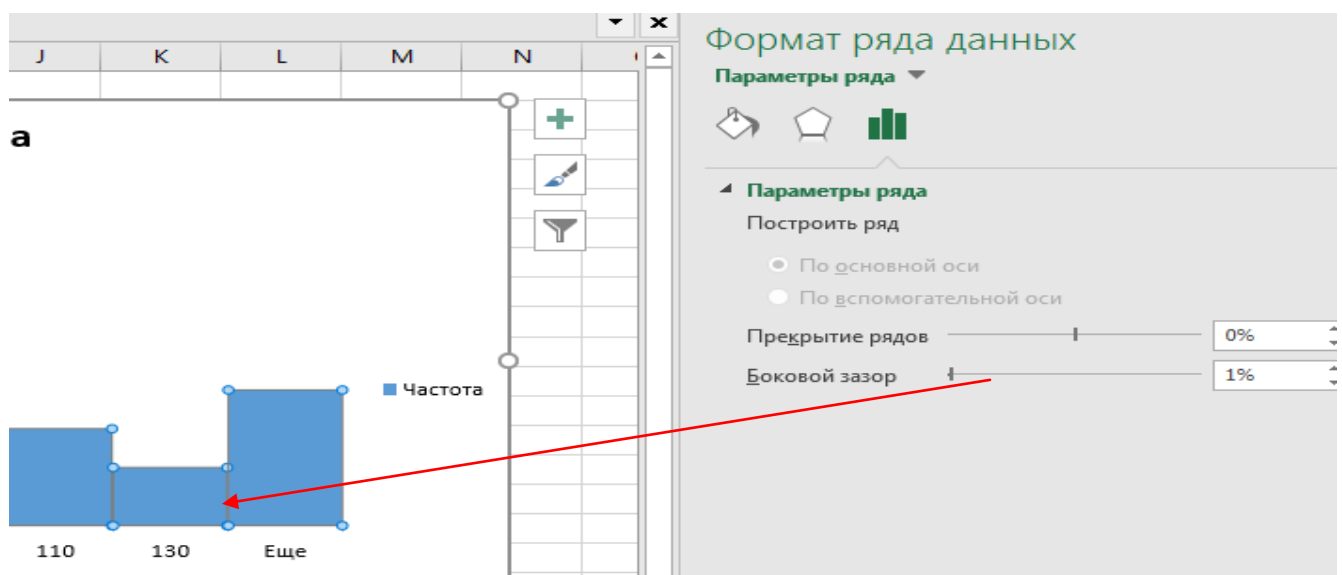 J K L M N
а
Частота
110 130 Еще
Формат ряда данных
Параметры ряда
Параметры ряда
Построить ряд
По основной оси
По вспомогательной оси
Прекрытие рядов 0%
Боковой зазор 1%